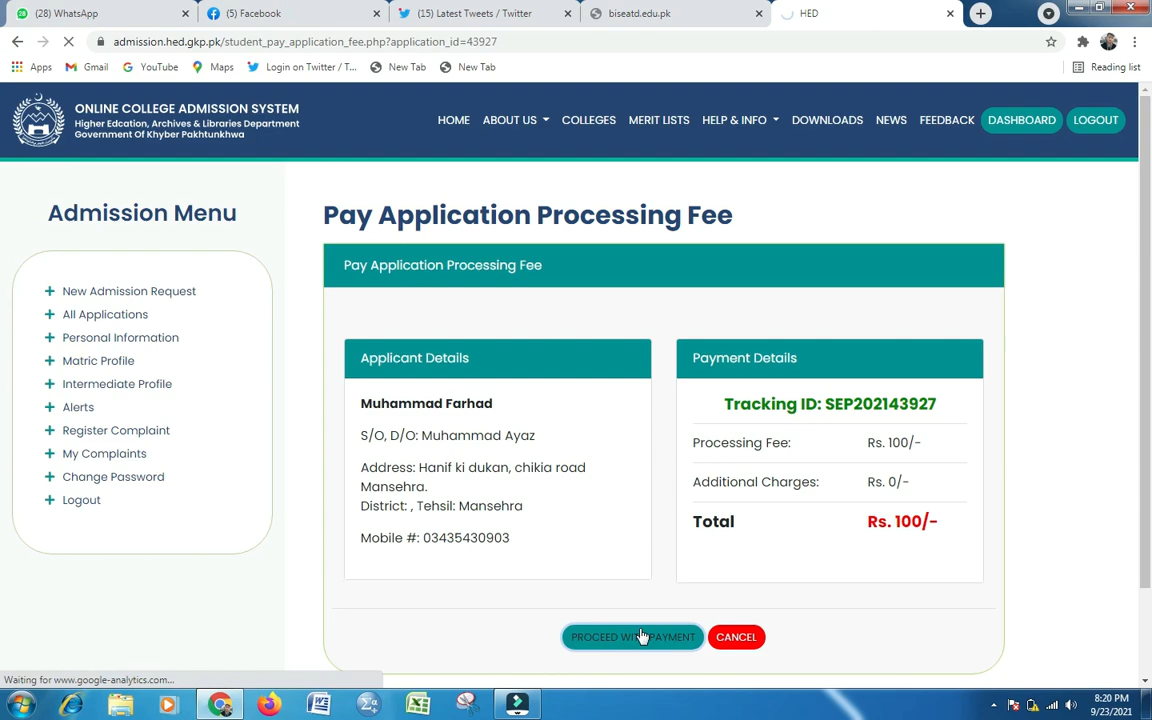 (28) WhatsApp
(5) Facebook
(15) Latest Tweets / Twitter
biseatd.edu.pk
HED
admission.hed.gkp.pk/student_pay_application_fee.php?application_id=43927
Apps
Gmail
YouTube
Maps
Login on Twitter / T...
New Tab
New Tab
Reading list
ONLINE COLLEGE ADMISSION SYSTEM
Higher Edcation, Archives & Libraries Department
Government Of Khyber Pakhtunkhwa
HOME
ABOUT US
COLLEGES
MERIT LISTS
HELP & INFO
DOWNLOADS
NEWS
FEEDBACK
DASHBOARD
LOGOUT
Admission Menu
New Admission Request
All Applications
Personal Information
Matric Profile
Intermediate Profile
Alerts
Register Complaint
My Complaints
Change Password
Logout
Pay Application Processing Fee
Pay Application Processing Fee
Applicant Details
Muhammad Farhad
S/O, D/O: Muhammad Ayaz
Address: Hanif ki dukan, chikia road
Mansehra.
District: , Tehsil: Mansehra
Mobile #: 03435430903
Payment Details
Tracking ID: SEP202143927
Processing Fee: Rs. 100/-
Additional Charges: Rs. 0/-
Total Rs. 100/-
PROCEED WITH PAYMENT
CANCEL
Waiting for www.google-analytics.com...
8:20 PM
9/23/2021